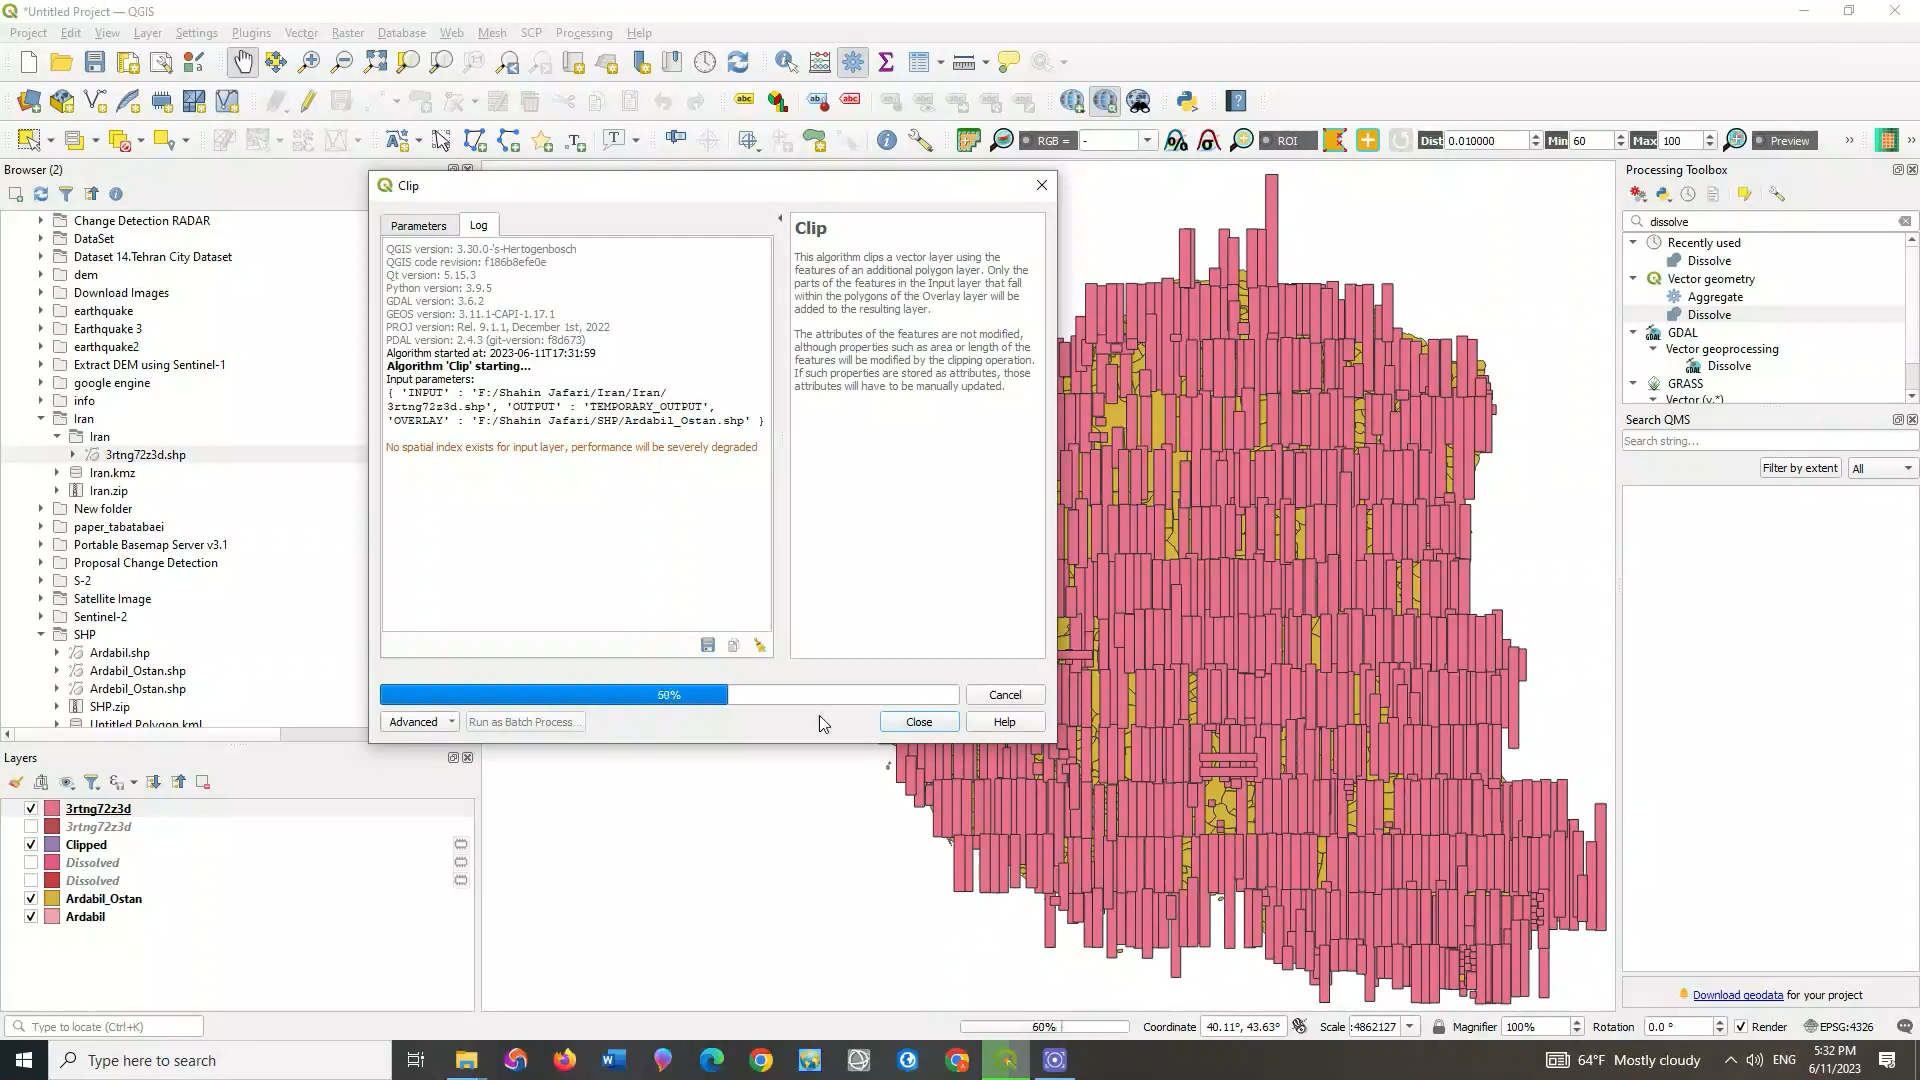 *Untitled Project — QGIS
Project Edit View Layer Settings Plugins Vector Raster Database Web Mesh SCP Processing Help
abc abc abc
RGB = - ROI Dist 0.010000 Min 60 Max 100 Preview
Browser (2)
Change Detection RADAR
DataSet
Dataset 14.Tehran City Dataset
dem
Download Images
earthquake
Earthquake 3
earthquake2
Extract DEM using Sentinel-1
google engine
info
Iran
Iran
3rtng72z3d.shp
Iran.kmz
Iran.zip
New folder
paper_tabatabaei
Portable Basemap Server v3.1
Proposal Change Detection
S-2
Satellite Image
Sentinel-2
SHP
Ardabil.shp
Ardabil_Ostan.shp
Ardebil_Ostan.shp
SHP.zip
Untitled Polygon.kml
Layers
3rtng72z3d
3rtng72z3d
Clipped
Dissolved
Dissolved
Ardabil_Ostan
Ardabil
Clip
Parameters Log
QGIS version: 3.30.0-'s-Hertogenbosch
QGIS code revision: f186b8efe0e
Qt version: 5.15.3
Python version: 3.9.5
GDAL version: 3.6.2
GEOS version: 3.11.1-CAPI-1.17.1
PROJ version: Rel. 9.1.1, December 1st, 2022
PDAL version: 2.4.3 (git-version: f8d673)
Algorithm started at: 2023-06-11T17:31:59
Algorithm 'Clip' starting...
Input parameters:
{ 'INPUT' : 'F:/Shahin Jafari/Iran/Iran/
3rtng72z3d.shp', 'OUTPUT' : 'TEMPORARY_OUTPUT',
'OVERLAY' : 'F:/Shahin Jafari/SHP/Ardabil_Ostan.shp' }
No spatial index exists for input layer, performance will be severely degraded
Clip
This algorithm clips a vector layer using the
features of an additional polygon layer. Only the
parts of the features in the Input layer that fall
within the polygons of the Overlay layer will be
added to the resulting layer.
The attributes of the features are not modified,
although properties such as area or length of the
features will be modified by the clipping operation.
If such properties are stored as attributes, those
attributes will have to be manually updated.
60% Cancel
Advanced Run as Batch Process... Close Help
Processing Toolbox
dissolve
Recently used
Dissolve
Vector geometry
Aggregate
Dissolve
GDAL
Vector geoprocessing
Dissolve
GRASS
Vector (v.*)
Search QMS
Search string...
Filter by extent All
Download geodata for your project
Type to locate (Ctrl+K) 60% Coordinate 40.11°, 43.63° Scale :4862127 Magnifier 100% Rotation 0.0 ° Render EPSG:4326
Type here to search 64°F Mostly cloudy ENG 5:32 PM
6/11/2023